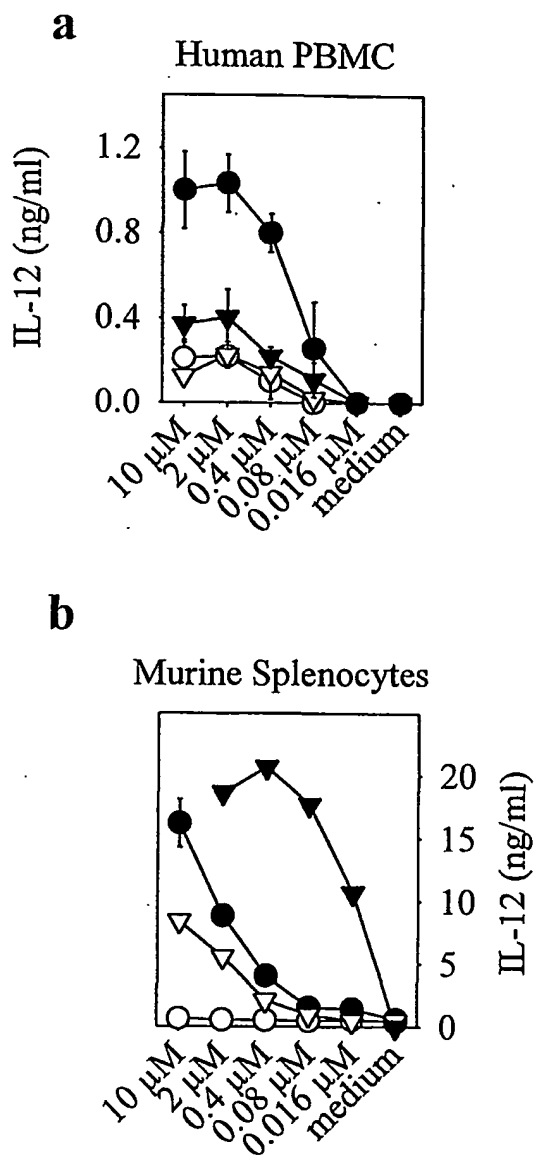 a
Human PBMC
IL-12 (ng/ml)
1.2
0.8
0.4
0.0
10 µM
2 µM
0.4 µM
0.08 µM
0.016 µM
medium
b
Murine Splenocytes
20
15
10
5
0
IL-12 (ng/ml)
10 µM
2 µM
0.4 µM
0.08 µM
0.016 µM
medium